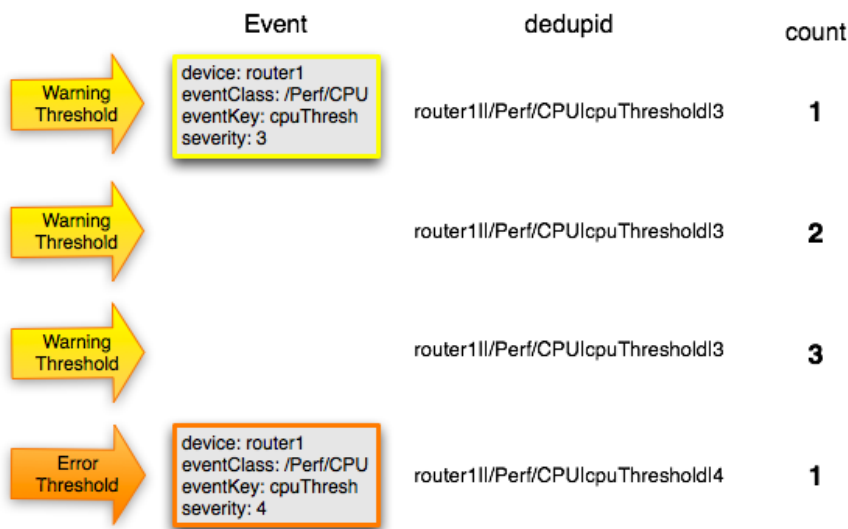 Event dedupid count
Warning
Threshold
device: router1
eventClass: /Perf/CPU
eventKey: cpuThresh
severity: 3
router1||/Perf/CPU|cpuThreshold|3
1
Warning
Threshold
router1||/Perf/CPU|cpuThreshold|3
2
Warning
Threshold
router1||/Perf/CPU|cpuThreshold|3
3
Error
Threshold
device: router1
eventClass: /Perf/CPU
eventKey: cpuThresh
severity: 4
router1||/Perf/CPU|cpuThreshold|4
1